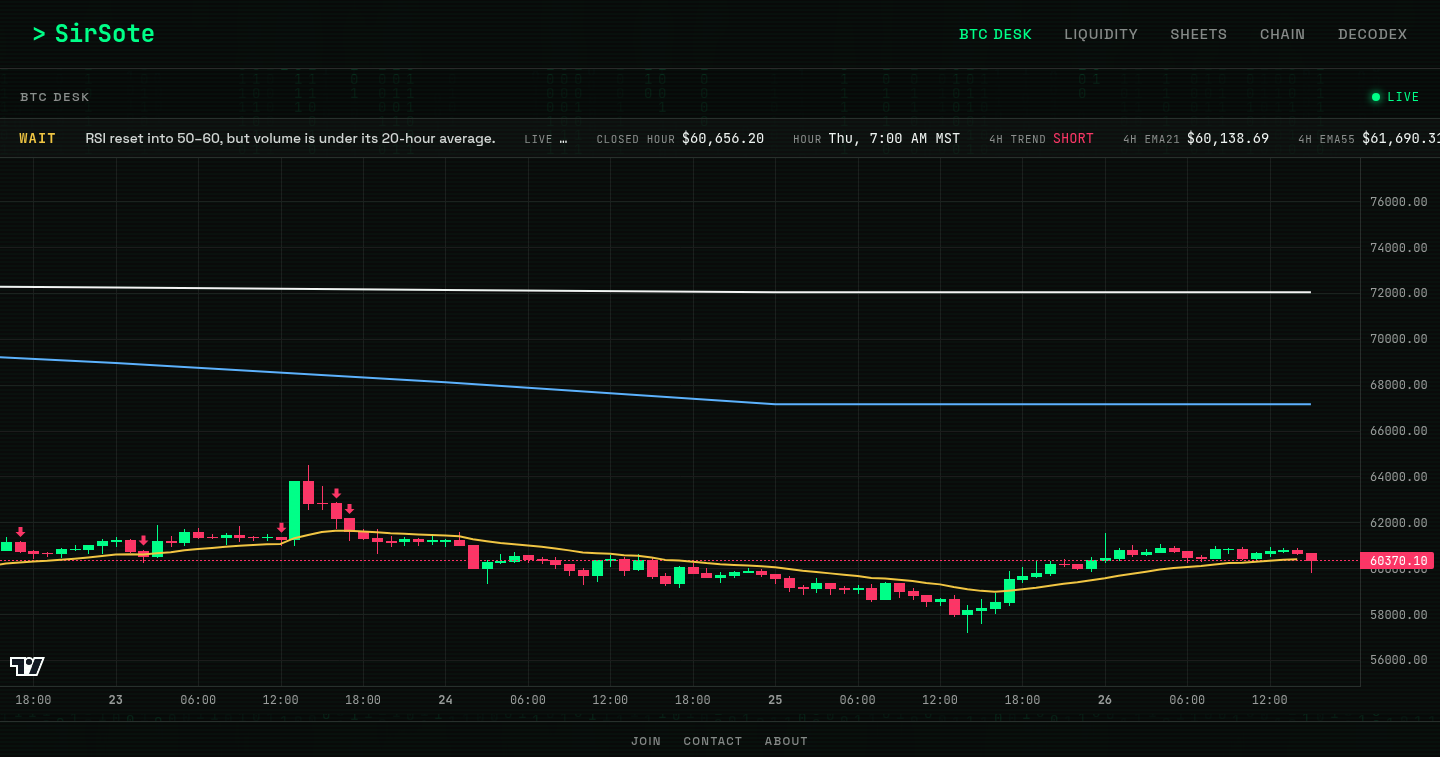 > SirSote
BTC DESK LIQUIDITY SHEETS CHAIN DECODEX
BTC DESK
LIVE
WAIT RSI reset into 50–60, but volume is under its 20-hour average. LIVE … CLOSED HOUR $60,656.20 HOUR Thu, 7:00 AM MST 4H TREND SHORT 4H EMA21 $60,138.69 4H EMA55 $61,690.31
76000.00
74000.00
72000.00
70000.00
68000.00
66000.00
64000.00
62000.00
60370.10
60000.00
58000.00
56000.00
18:00 23 06:00 12:00 18:00 24 06:00 12:00 18:00 25 06:00 12:00 18:00 26 06:00 12:00
JOIN CONTACT ABOUT